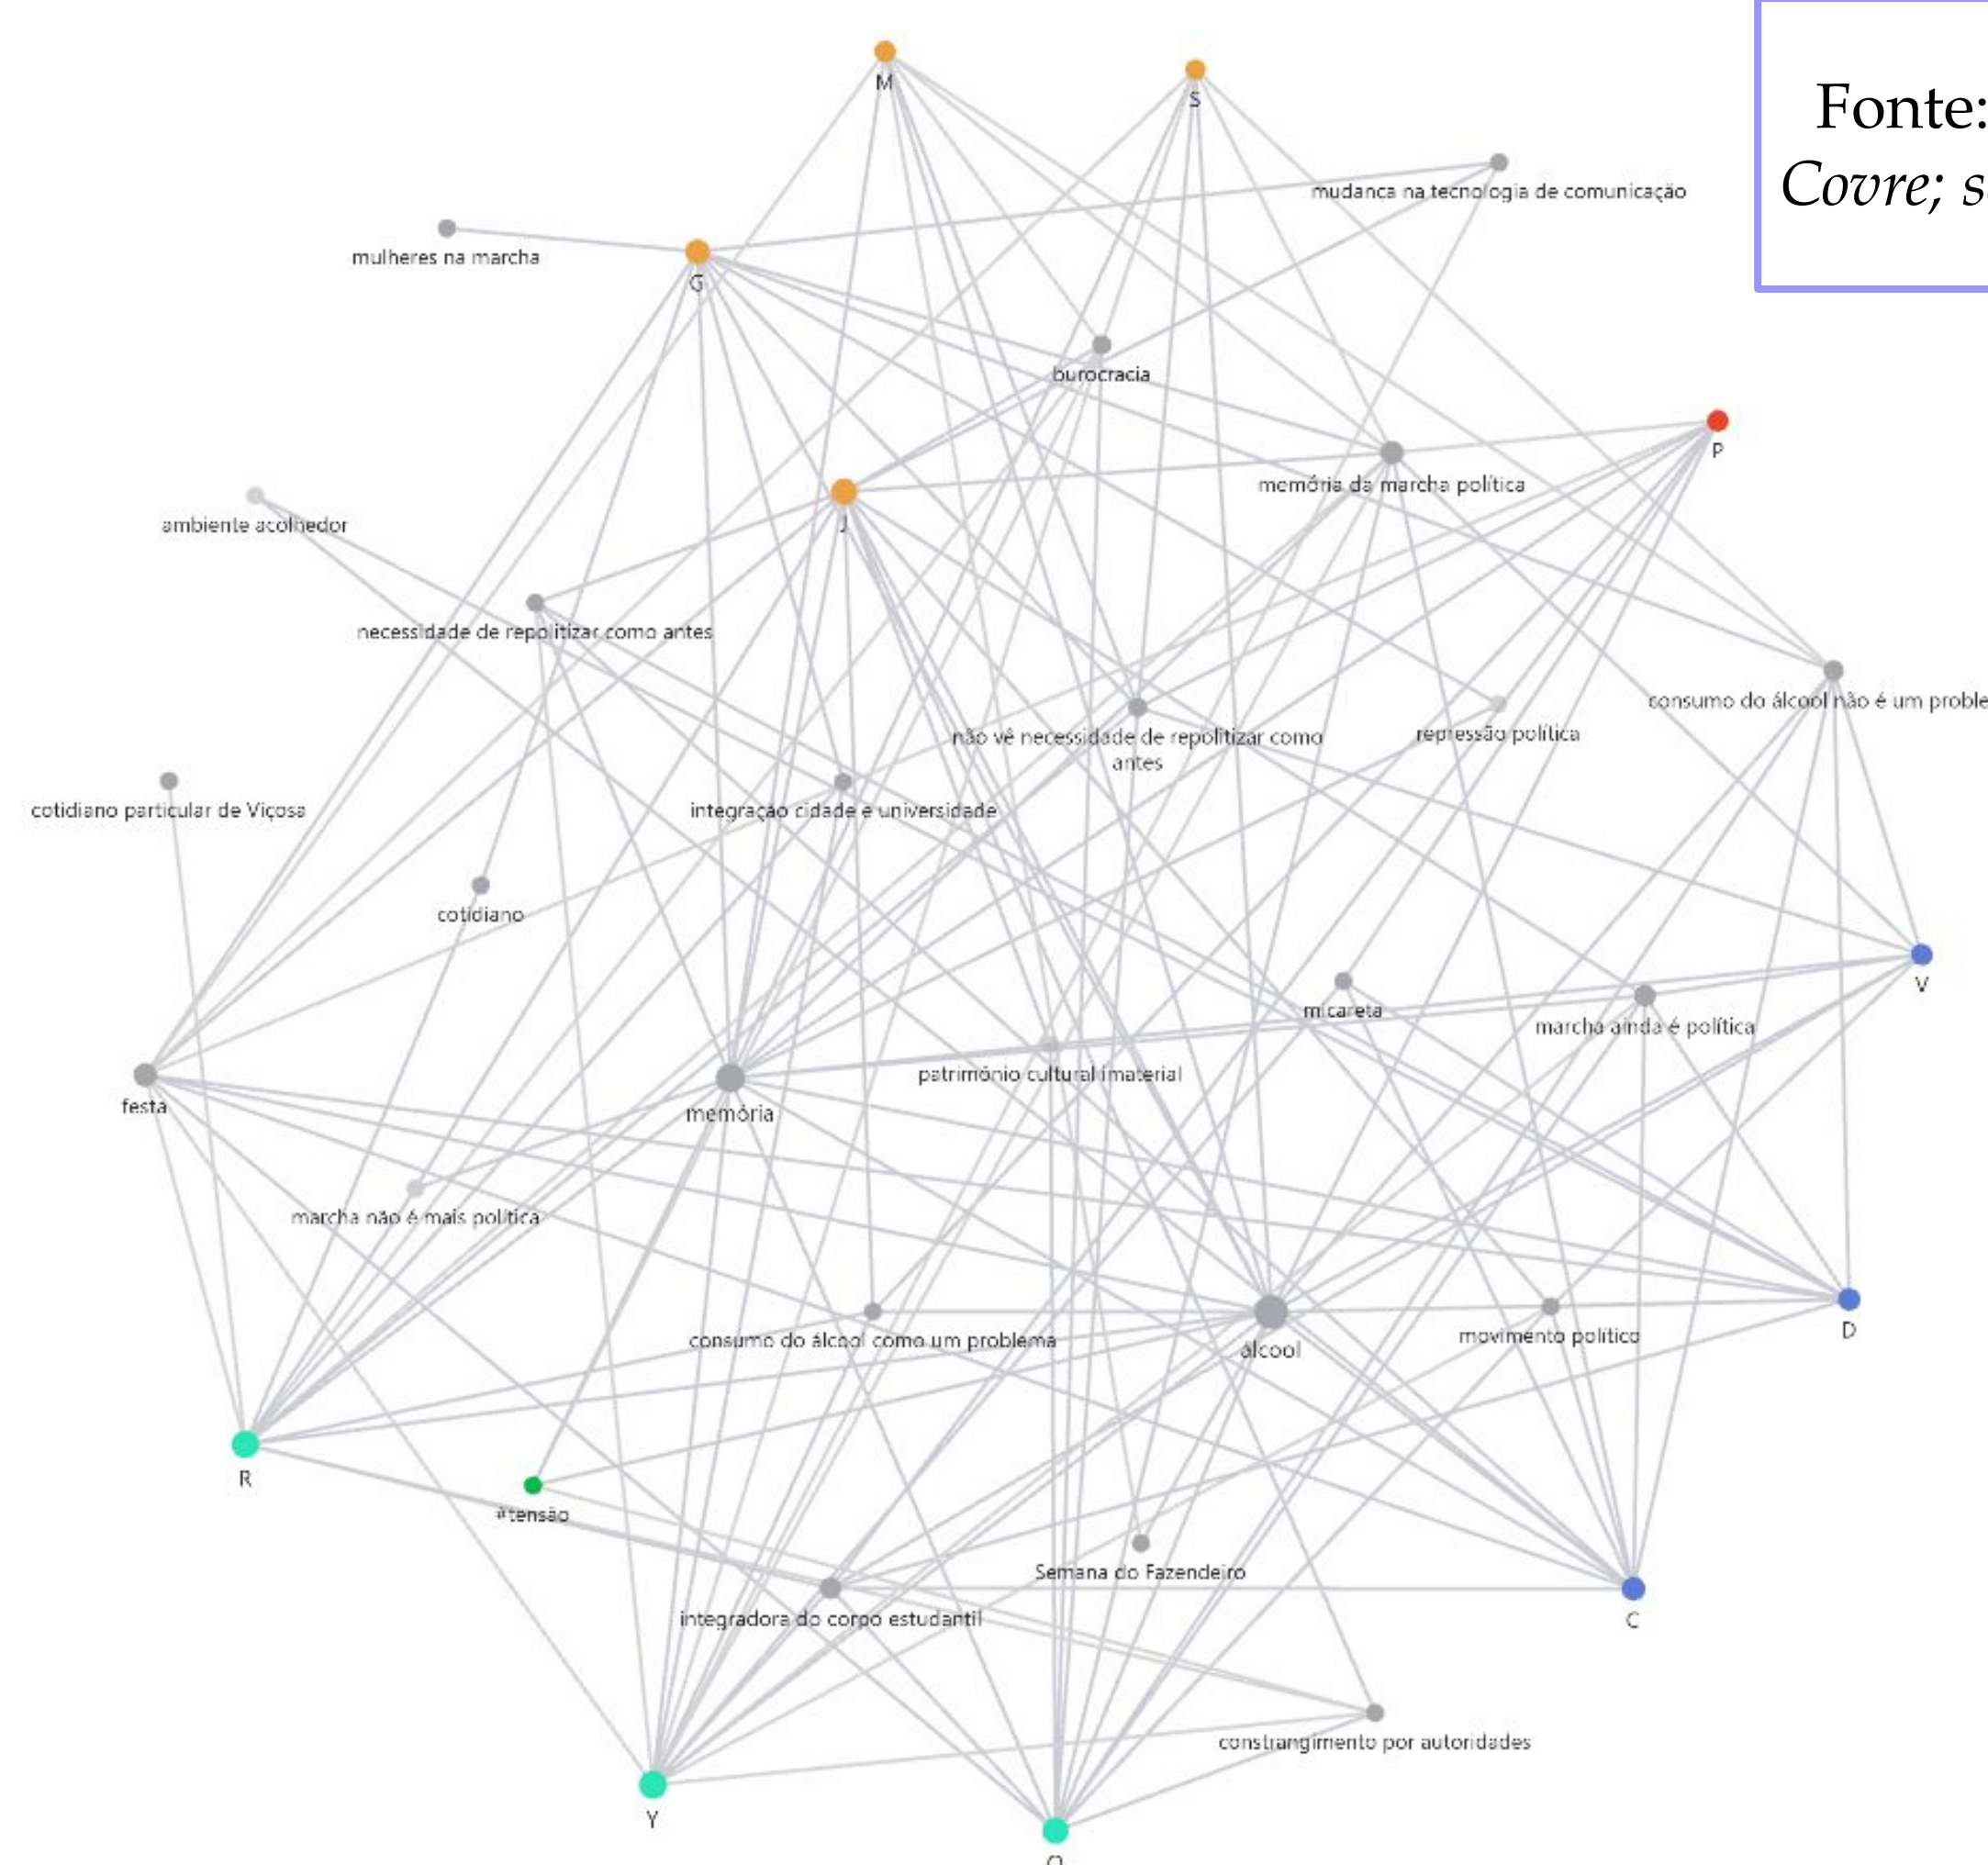 M
S
Fonte:
Covre; s
mudança na tecnologia de comunicação
mulheres na marcha
G
burocracia
P
memória da marcha política
ambiente acolhedor
J
necessidade de repolitizar como antes
consumo do álcool não é um proble
não vê necessidade de repolitizar como
antes
repressão política
cotidiano particular de Viçosa
integração cidade e universidade
cotidiano
V
micareta
marcha ainda é política
patrimônio cultural imaterial
festa
memória
marcha não é mais política
consumo do álcool como um problema
álcool
movimento político
D
R
#tensão
Semana do Fazendeiro
integradora do corpo estudantil
C
constrangimento por autoridades
Y